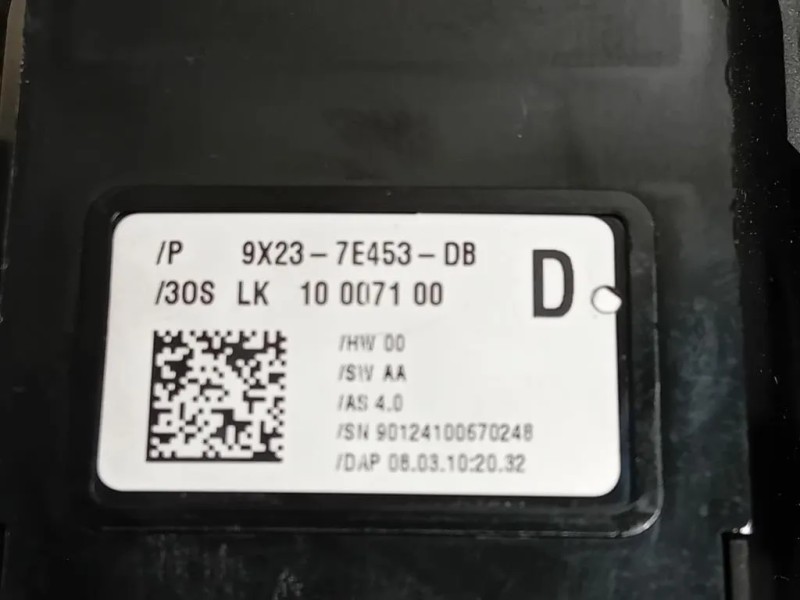 /P 9X23-7E453-DB
/3OS LK 10 0071 00
D
/HW 00
/SW AA
/AS 4.0
/SN 90124100670248
/DAP 08.03.10:20.32